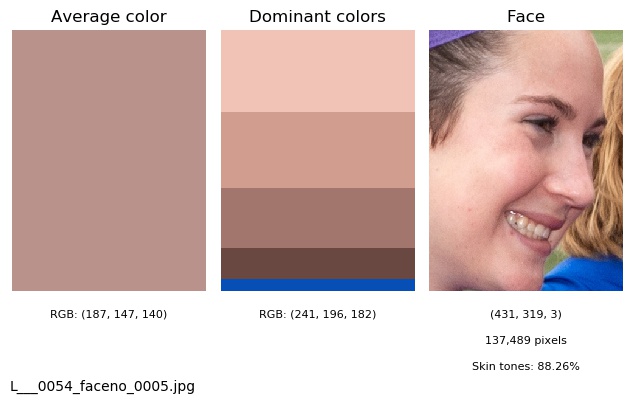 Average color
Dominant colors
Face
RGB: (187, 147, 140)
RGB: (241, 196, 182)
(431, 319, 3)
137,489 pixels
Skin tones: 88.26%
L___0054_faceno_0005.jpg